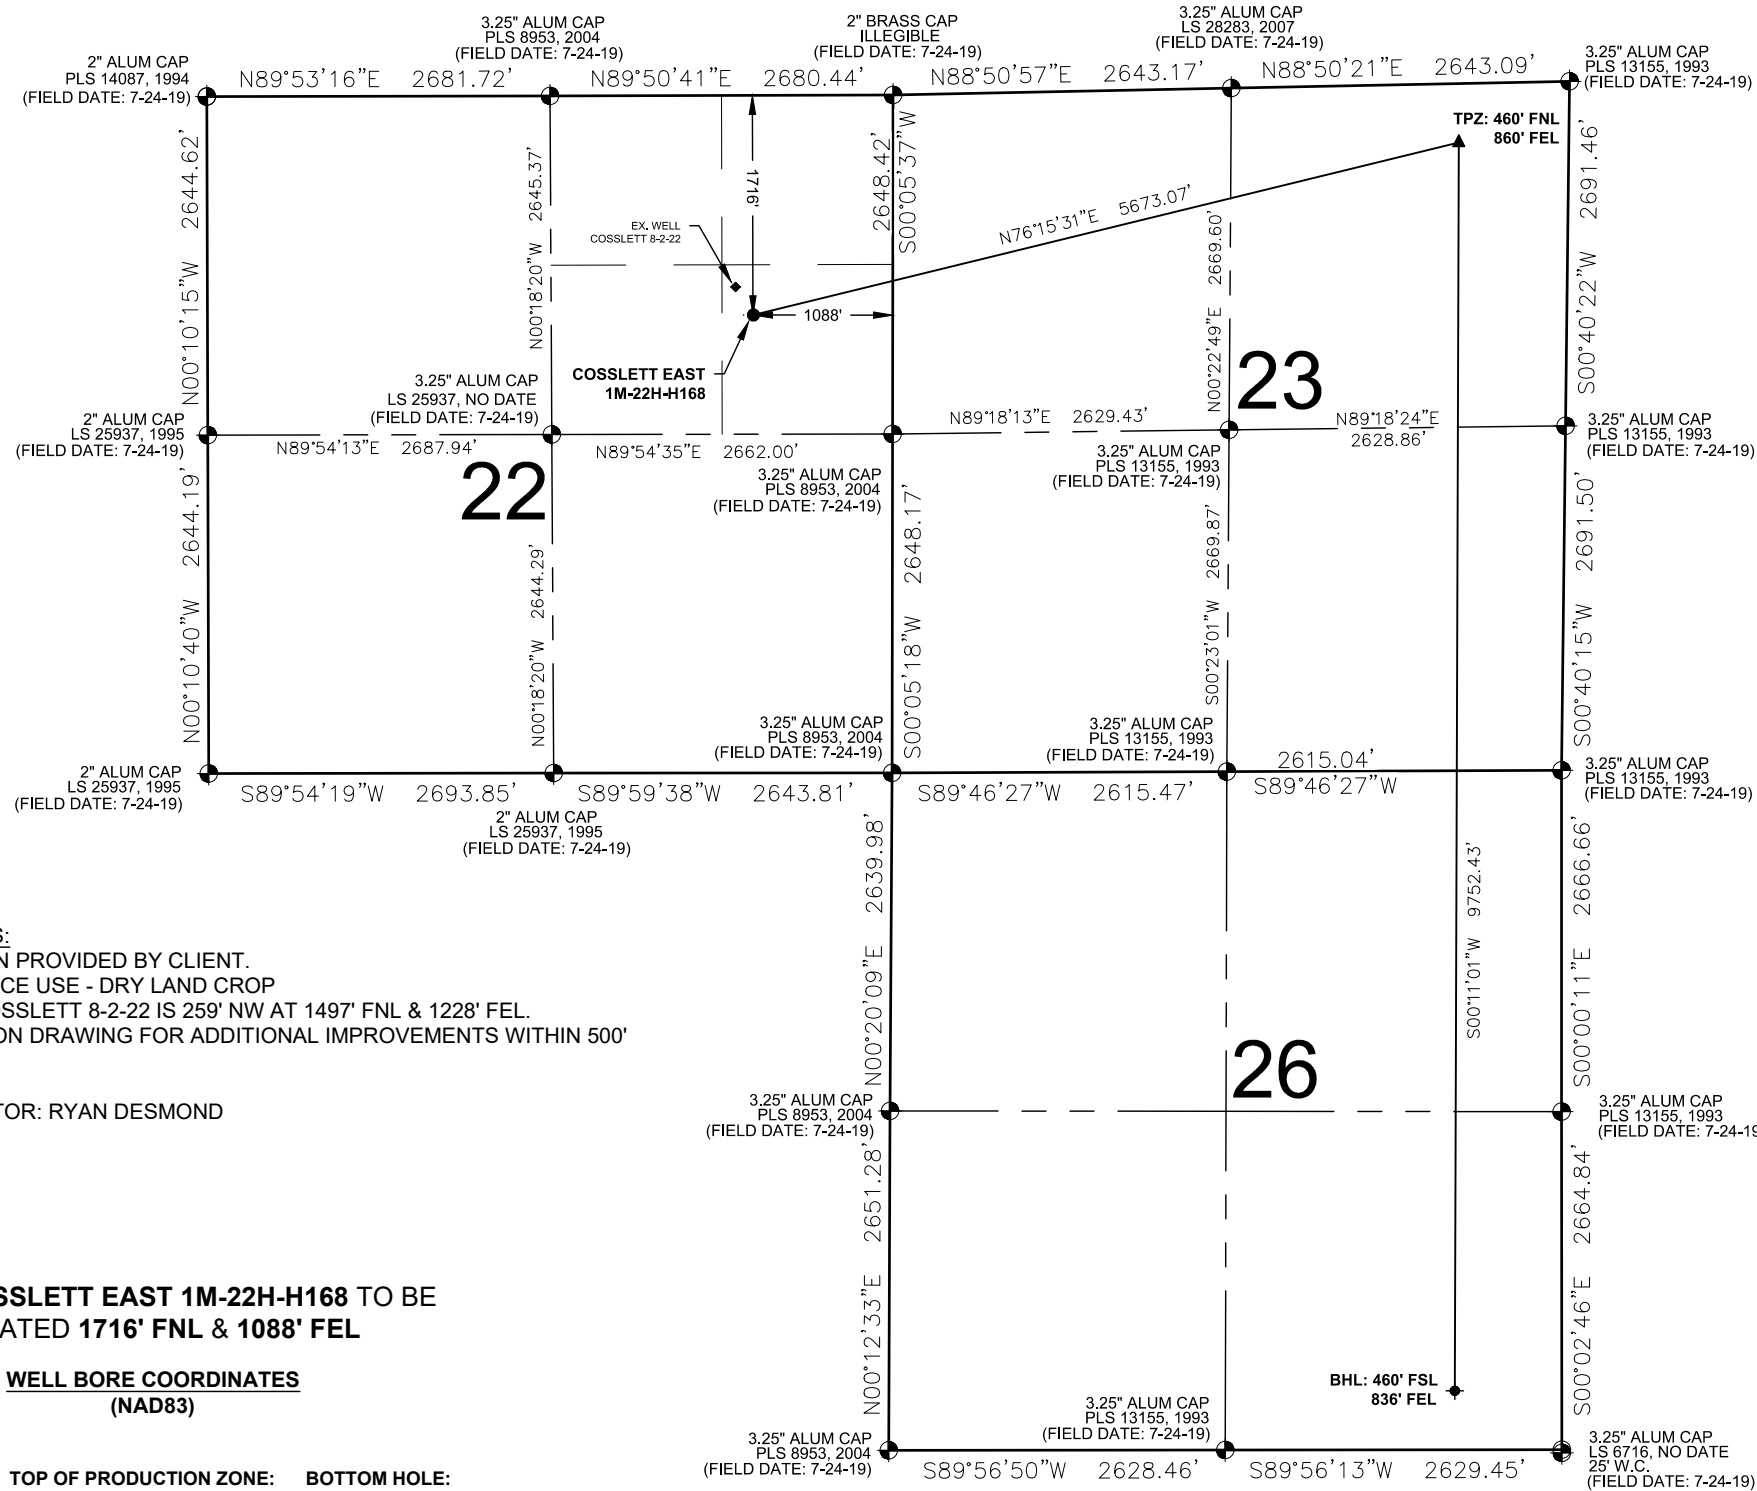 3.25" ALUM CAP
PLS 8953, 2004
(FIELD DATE: 7-24-19)
2" BRASS CAP
ILLEGIBLE
(FIELD DATE: 7-24-19)
3.25" ALUM CAP
LS 28283, 2007
(FIELD DATE: 7-24-19)
2" ALUM CAP
PLS 14087, 1994
(FIELD DATE: 7-24-19)
3.25" ALUM CAP
PLS 13155, 1993
(FIELD DATE: 7-24-19)
N89°53'16"E 2681.72'
N89°50'41"E 2680.44'
N88°50'57"E 2643.17'
N88°50'21"E 2643.09'
TPZ: 460' FNL
860' FEL
N00°10'15"W 2644.62'
N00°18'20"W 2645.37'
1716'
2648.42'
S00°05'37"W
N76°15'31"E 5673.07'
N00°22'49"E 2669.60'
S00°40'22"W 2691.46'
EX. WELL
COSSLETT 8-2-22
1088'
COSSLETT EAST
1M-22H-H168
23
3.25" ALUM CAP
LS 25937, NO DATE
(FIELD DATE: 7-24-19)
2" ALUM CAP
LS 25937, 1995
(FIELD DATE: 7-24-19)
N89°54'13"E 2687.94'
N89°54'35"E 2662.00'
N89°18'13"E 2629.43'
N89°18'24"E
2628.86'
3.25" ALUM CAP
PLS 13155, 1993
(FIELD DATE: 7-24-19)
3.25" ALUM CAP
PLS 13155, 1993
(FIELD DATE: 7-24-19)
3.25" ALUM CAP
PLS 8953, 2004
(FIELD DATE: 7-24-19)
22
N00°10'40"W 2644.19'
N00°18'20"W 2644.29'
S00°05'18"W 2648.17'
S00°23'01"W 2669.87'
S00°40'15"W 2691.50'
3.25" ALUM CAP
PLS 8953, 2004
(FIELD DATE: 7-24-19)
3.25" ALUM CAP
PLS 13155, 1993
(FIELD DATE: 7-24-19)
2" ALUM CAP
LS 25937, 1995
(FIELD DATE: 7-24-19)
3.25" ALUM CAP
PLS 13155, 1993
(FIELD DATE: 7-24-19)
S89°54'19"W 2693.85'
S89°59'38"W 2643.81'
S89°46'27"W 2615.47'
2615.04'
S89°46'27"W
2" ALUM CAP
LS 25937, 1995
(FIELD DATE: 7-24-19)
N00°20'09"E 2639.98'
S00°11'01"W 9752.43'
S00°00'11"E 2666.66'
S:
N PROVIDED BY CLIENT.
CE USE - DRY LAND CROP
OSSLETT 8-2-22 IS 259' NW AT 1497' FNL & 1228' FEL.
ON DRAWING FOR ADDITIONAL IMPROVEMENTS WITHIN 500'
TOR: RYAN DESMOND
26
3.25" ALUM CAP
PLS 8953, 2004
(FIELD DATE: 7-24-19)
3.25" ALUM CAP
PLS 13155, 1993
(FIELD DATE: 7-19
N00°12'33"E 2651.28'
S00°02'46"E 2664.84'
SSLETT EAST 1M-22H-H168 TO BE
ATED 1716' FNL & 1088' FEL
WELL BORE COORDINATES
(NAD83)
BHL: 460' FSL
836' FEL
3.25" ALUM CAP
PLS 13155, 1993
(FIELD DATE: 7-24-19)
3.25" ALUM CAP
PLS 8953, 2004
(FIELD DATE: 7-24-19)
3.25" ALUM CAP
LS 6716, NO DATE
25' W.C.
(FIELD DATE: 7-24-19)
S89°56'50"W 2628.46'
S89°56'13"W 2629.45'
TOP OF PRODUCTION ZONE: BOTTOM HOLE: